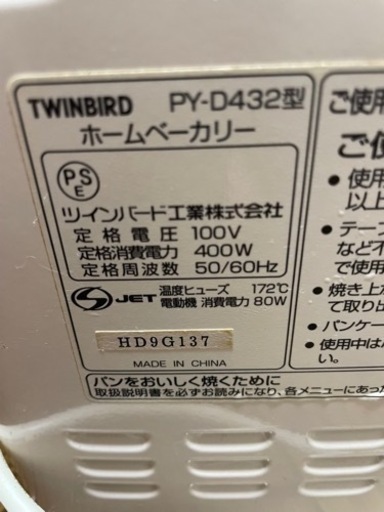 TWINBIRD PY-D432型
ホームベーカリー
PSE
ツインバード工業株式会社
定格電圧 100V
定格消費電力 400W
定格周波数 50/60Hz
S JET 温度ヒューズ 172℃
電動機 消費電力 80W
HD9G137
MADE IN CHINA
パンをおいしく焼くために
取扱説明書を必ずお読みになり、各メニューにあった
ご使用
ご使
● 使用
以上
● テー
など不
で使用
● 焼き上
て取り出
● パンケー
● 使用中は